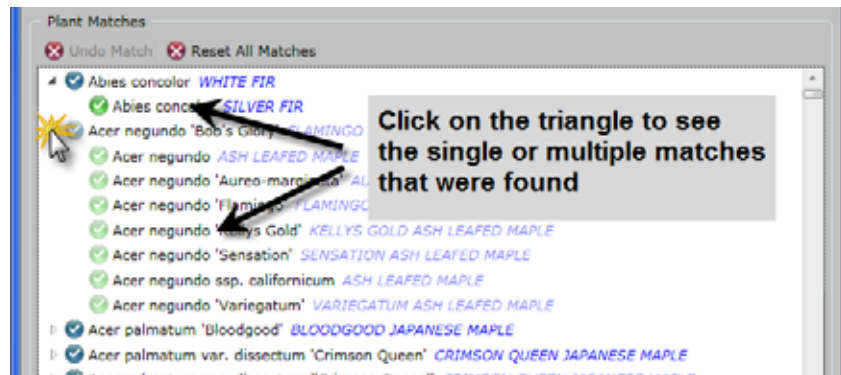 Plant Matches
Undo Match Reset All Matches
Abies concolor WHITE FIR
Abies SILVER FIR
Acer negundo 'Bob's Glory' FLAMINGO
Acer negundo ASH LEAFED MAPLE
Acer negundo 'Aureo-marginata'
Acer negundo 'Flamingo' FLAMINGO
Acer negundo 'Kellys Gold' KELLYS GOLD ASH LEAFED MAPLE
Acer negundo 'Sensation' SENSATION ASH LEAFED MAPLE
Acer negundo ssp. californicum ASH LEAFED MAPLE
Acer negundo 'Variegatum' VARIEGATUM ASH LEAFED MAPLE
Acer palmatum 'Bloodgood' BLOODGOOD JAPANESE MAPLE
Acer palmatum var. dissectum 'Crimson Queen' CRIMSON QUEEN JAPANESE MAPLE
Click on the triangle to see
the single or multiple matches
that were found